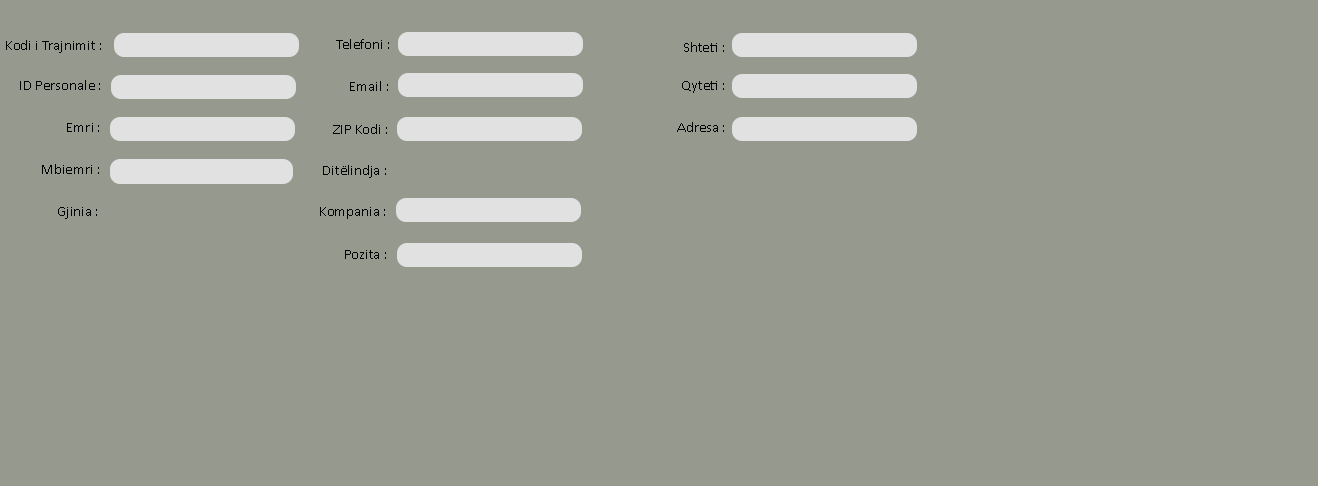 Kodi i Trajnimit :
ID Personale :
Emri :
Mbiemri :
Gjinia :
Telefoni :
Email :
ZIP Kodi :
Ditëlindja :
Kompania :
Pozita :
Shteti :
Qyteti :
Adresa :